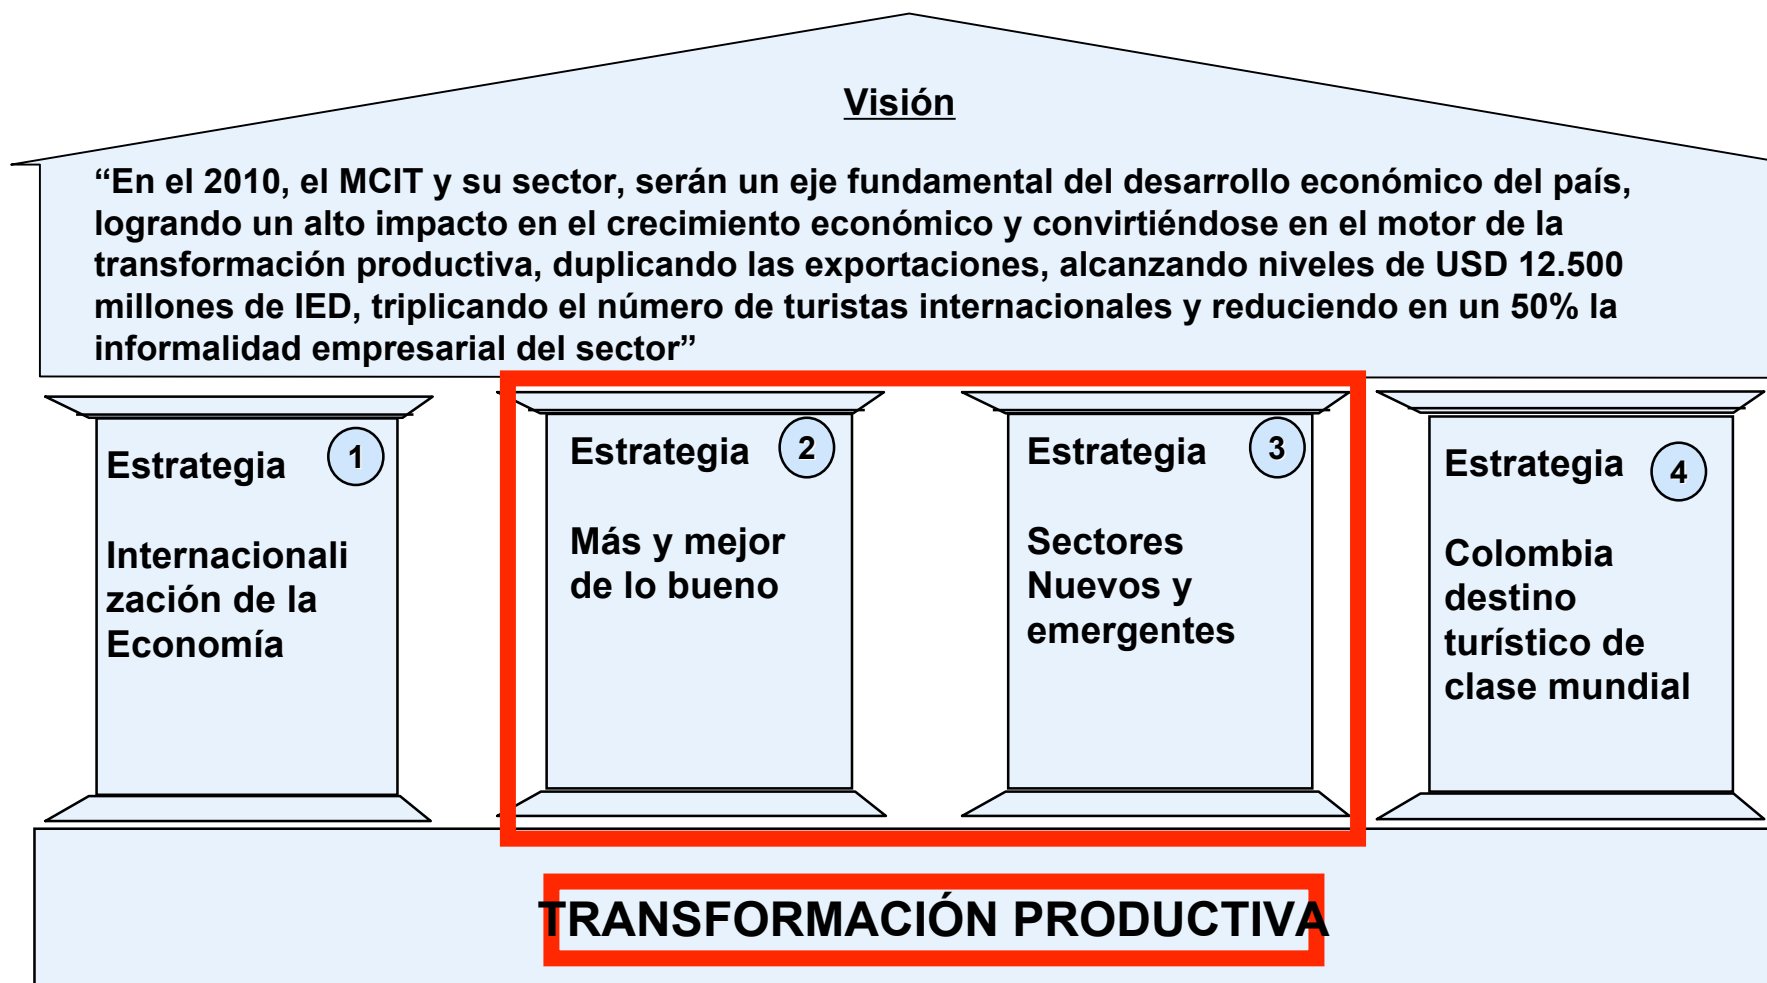 Visión
“En el 2010, el MCIT y su sector, serán un eje fundamental del desarrollo económico del país,
logrando un alto impacto en el crecimiento económico y convirtiéndose en el motor de la
transformación productiva, duplicando las exportaciones, alcanzando niveles de USD 12.500
millones de IED, triplicando el número de turistas internacionales y reduciendo en un 50% la
informalidad empresarial del sector”
Estrategia 1
Internacionali
zación de la
Economía
Estrategia 2
Más y mejor
de lo bueno
Estrategia 3
Sectores
Nuevos y
emergentes
Estrategia 4
Colombia
destino
turístico de
clase mundial
TRANSFORMACIÓN PRODUCTIVA